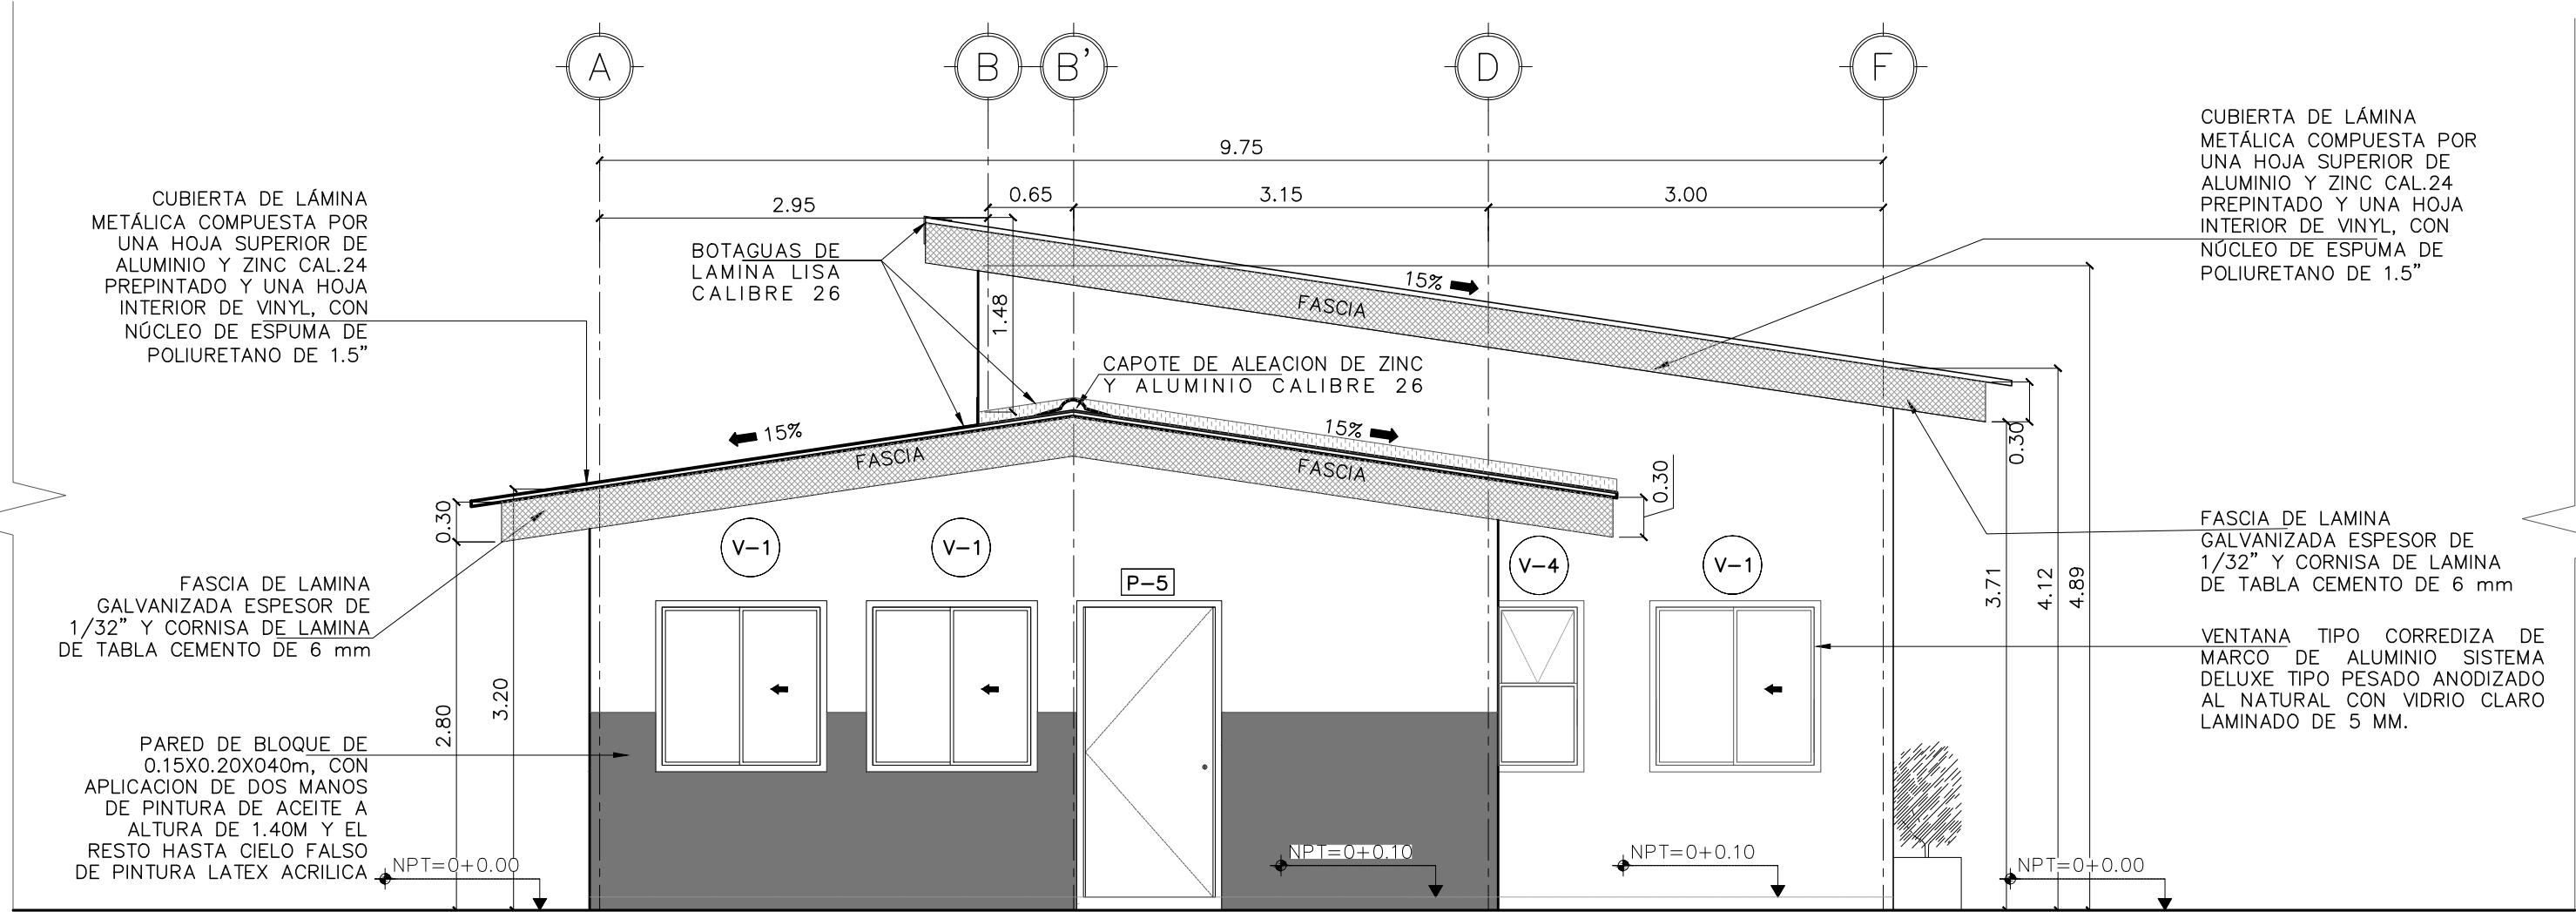 A
B
B'
D
F
9.75
2.95
0.65
3.15
3.00
CUBIERTA DE LÁMINA
METÁLICA COMPUESTA POR
UNA HOJA SUPERIOR DE
ALUMINIO Y ZINC CAL.24
PREPINTADO Y UNA HOJA
INTERIOR DE VINYL, CON
NÚCLEO DE ESPUMA DE
POLIURETANO DE 1.5”
BOTAGUAS DE
LAMINA LISA
CALIBRE 26
1.48
15%
FASCIA
CUBIERTA DE LÁMINA
METÁLICA COMPUESTA POR
UNA HOJA SUPERIOR DE
ALUMINIO Y ZINC CAL.24
PREPINTADO Y UNA HOJA
INTERIOR DE VINYL, CON
NÚCLEO DE ESPUMA DE
POLIURETANO DE 1.5”
CAPOTE DE ALEACION DE ZINC
Y ALUMINIO CALIBRE 26
15%
FASCIA
15%
FASCIA
0.30
0.30
0.30
V-1
V-1
P-5
V-4
V-1
FASCIA DE LAMINA
GALVANIZADA ESPESOR DE
1/32” Y CORNISA DE LAMINA
DE TABLA CEMENTO DE 6 mm
2.80
3.20
3.71
4.12
4.89
FASCIA DE LAMINA
GALVANIZADA ESPESOR DE
1/32” Y CORNISA DE LAMINA
DE TABLA CEMENTO DE 6 mm
VENTANA TIPO CORREDIZA DE
MARCO DE ALUMINIO SISTEMA
DELUXE TIPO PESADO ANODIZADO
AL NATURAL CON VIDRIO CLARO
LAMINADO DE 5 MM.
PARED DE BLOQUE DE
0.15X0.20X040m, CON
APLICACION DE DOS MANOS
DE PINTURA DE ACEITE A
ALTURA DE 1.40M Y EL
RESTO HASTA CIELO FALSO
DE PINTURA LATEX ACRILICA
NPT=0+0.00
NPT=0+0.10
NPT=0+0.10
NPT=0+0.00